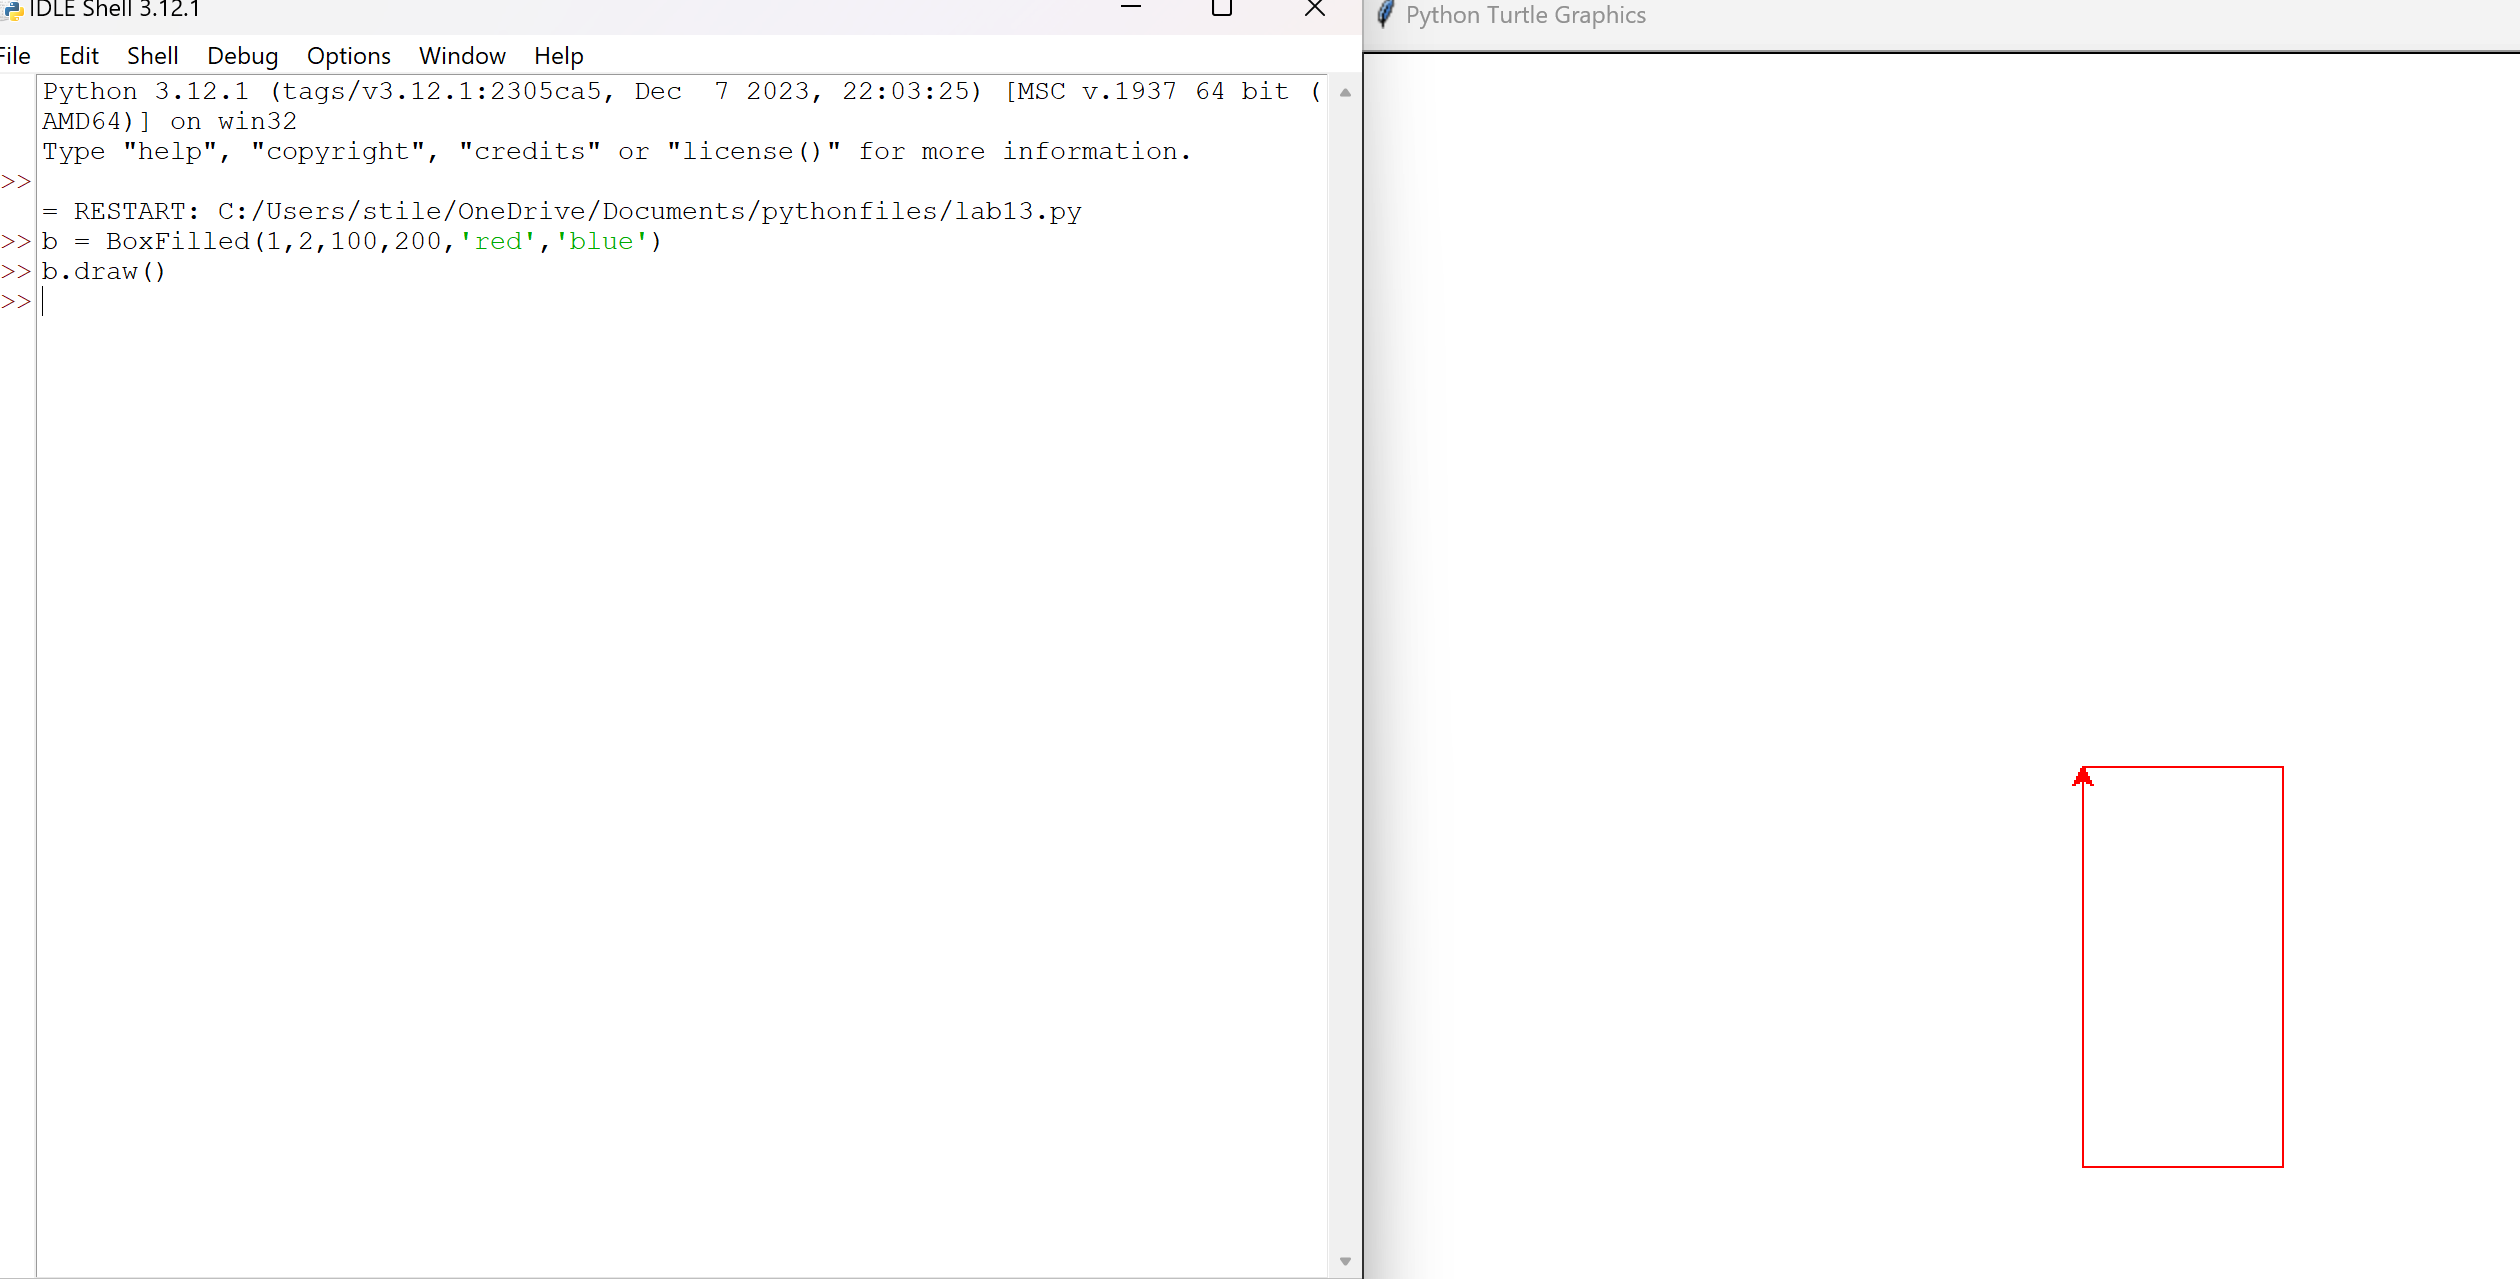 IDLE Shell 3.12.1
File Edit Shell Debug Options Window Help
Python 3.12.1 (tags/v3.12.1:2305ca5, Dec  7 2023, 22:03:25) [MSC v.1937 64 bit (
AMD64)] on win32
Type "help", "copyright", "credits" or "license()" for more information.
>>
= RESTART: C:/Users/stile/OneDrive/Documents/pythonfiles/lab13.py
>> b = BoxFilled(1,2,100,200,'red','blue')
>> b.draw()
>>
Python Turtle Graphics